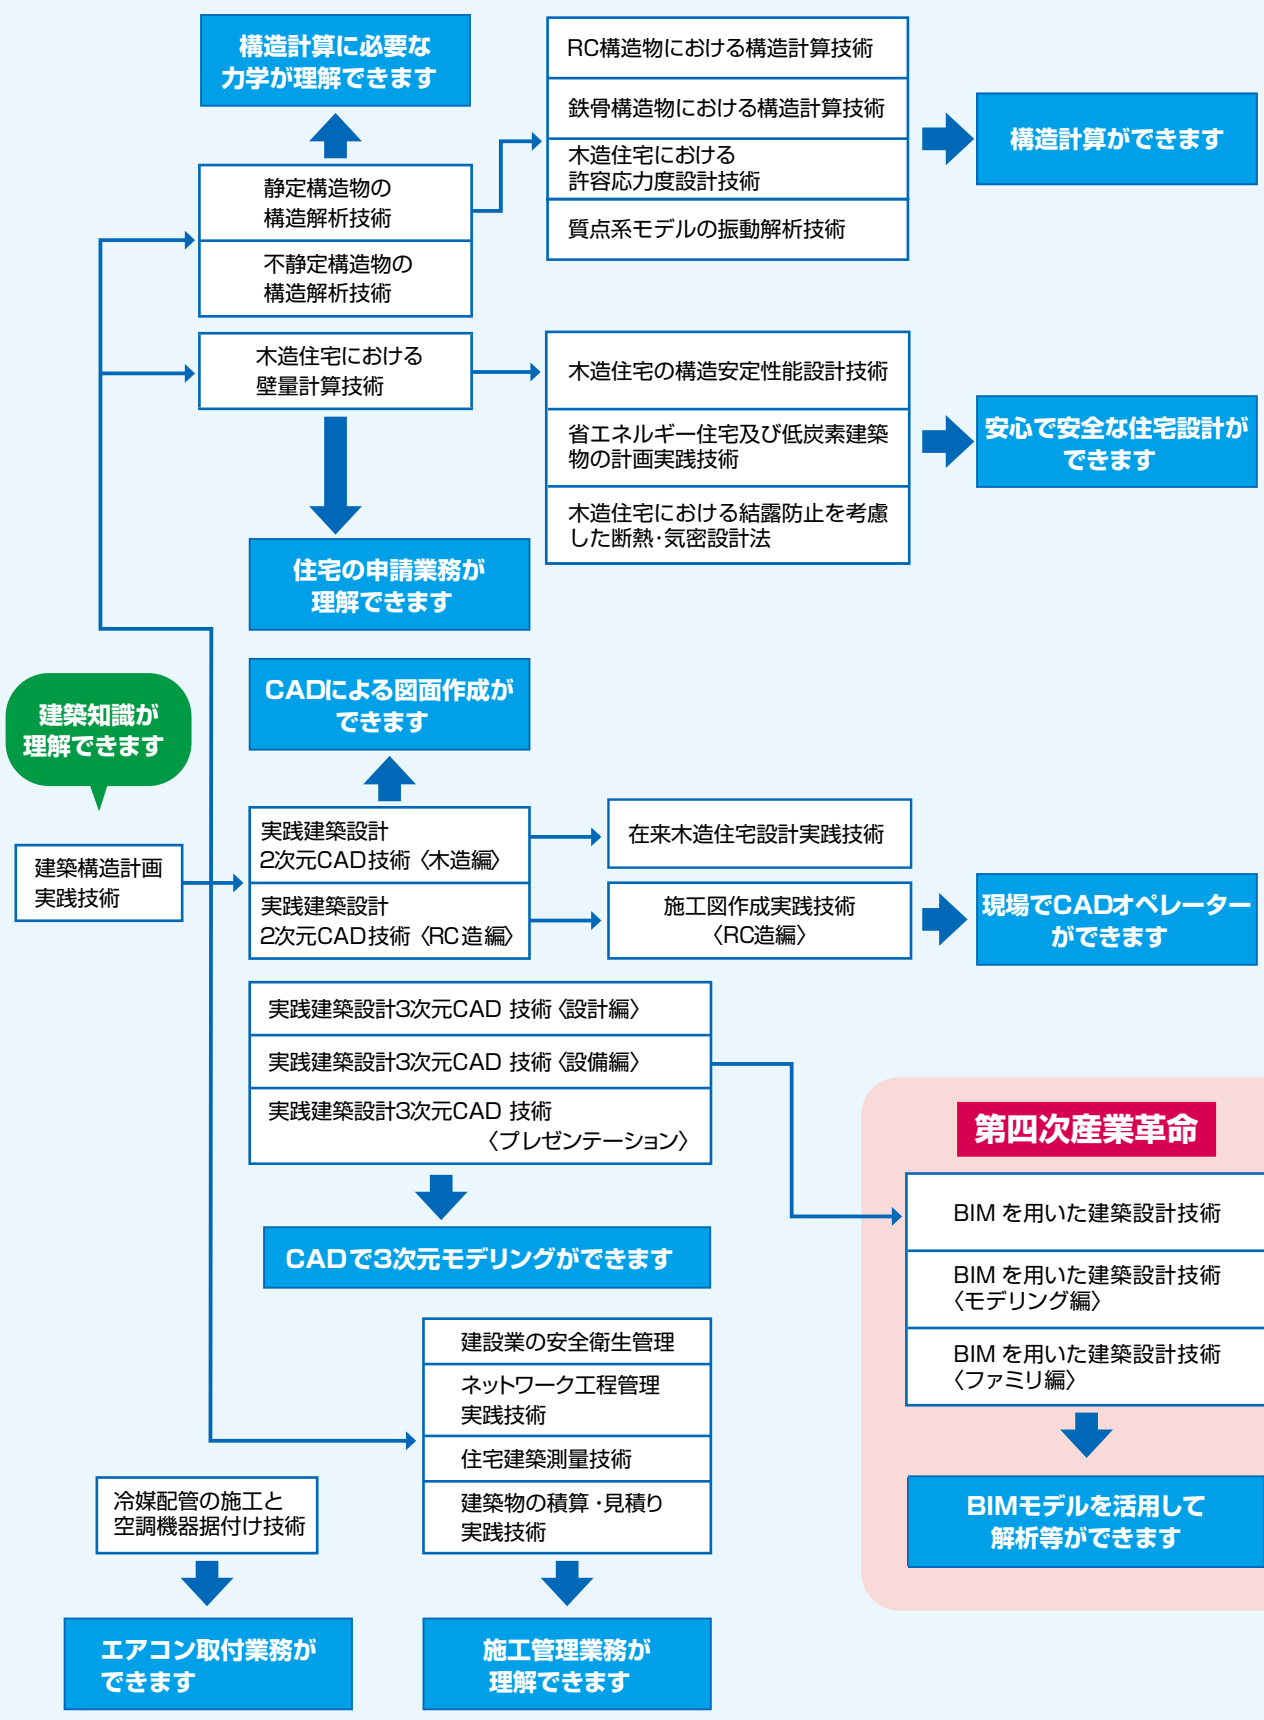 構造計算に必要な
力学が理解できます
RC構造物における構造計算技術
鉄骨構造物における構造計算技術
木造住宅における
許容応力度設計技術
質点系モデルの振動解析技術
構造計算ができます
静定構造物の
構造解析技術
不静定構造物の
構造解析技術
木造住宅における
壁量計算技術
木造住宅の構造安定性能設計技術
省エネルギー住宅及び低炭素建築
物の計画実践技術
木造住宅における結露防止を考慮
した断熱・気密設計法
安心で安全な住宅設計が
できます
住宅の申請業務が
理解できます
CADによる図面作成が
できます
建築知識が
理解できます
建築構造計画
実践技術
実践建築設計
2次元CAD技術〈木造編〉
実践建築設計
2次元CAD技術〈RC造編〉
在来木造住宅設計実践技術
施工図作成実践技術
〈RC造編〉
現場でCADオペレーター
ができます
実践建築設計3次元CAD 技術〈設計編〉
実践建築設計3次元CAD 技術〈設備編〉
実践建築設計3次元CAD 技術
〈プレゼンテーション〉
CADで3次元モデリングができます
第四次産業革命
BIM を用いた建築設計技術
BIM を用いた建築設計技術
〈モデリング編〉
BIM を用いた建築設計技術
〈ファミリ編〉
BIMモデルを活用して
解析等ができます
建設業の安全衛生管理
ネットワーク工程管理
実践技術
住宅建築測量技術
建築物の積算・見積り
実践技術
冷媒配管の施工と
空調機器据付け技術
エアコン取付業務が
できます
施工管理業務が
理解できます